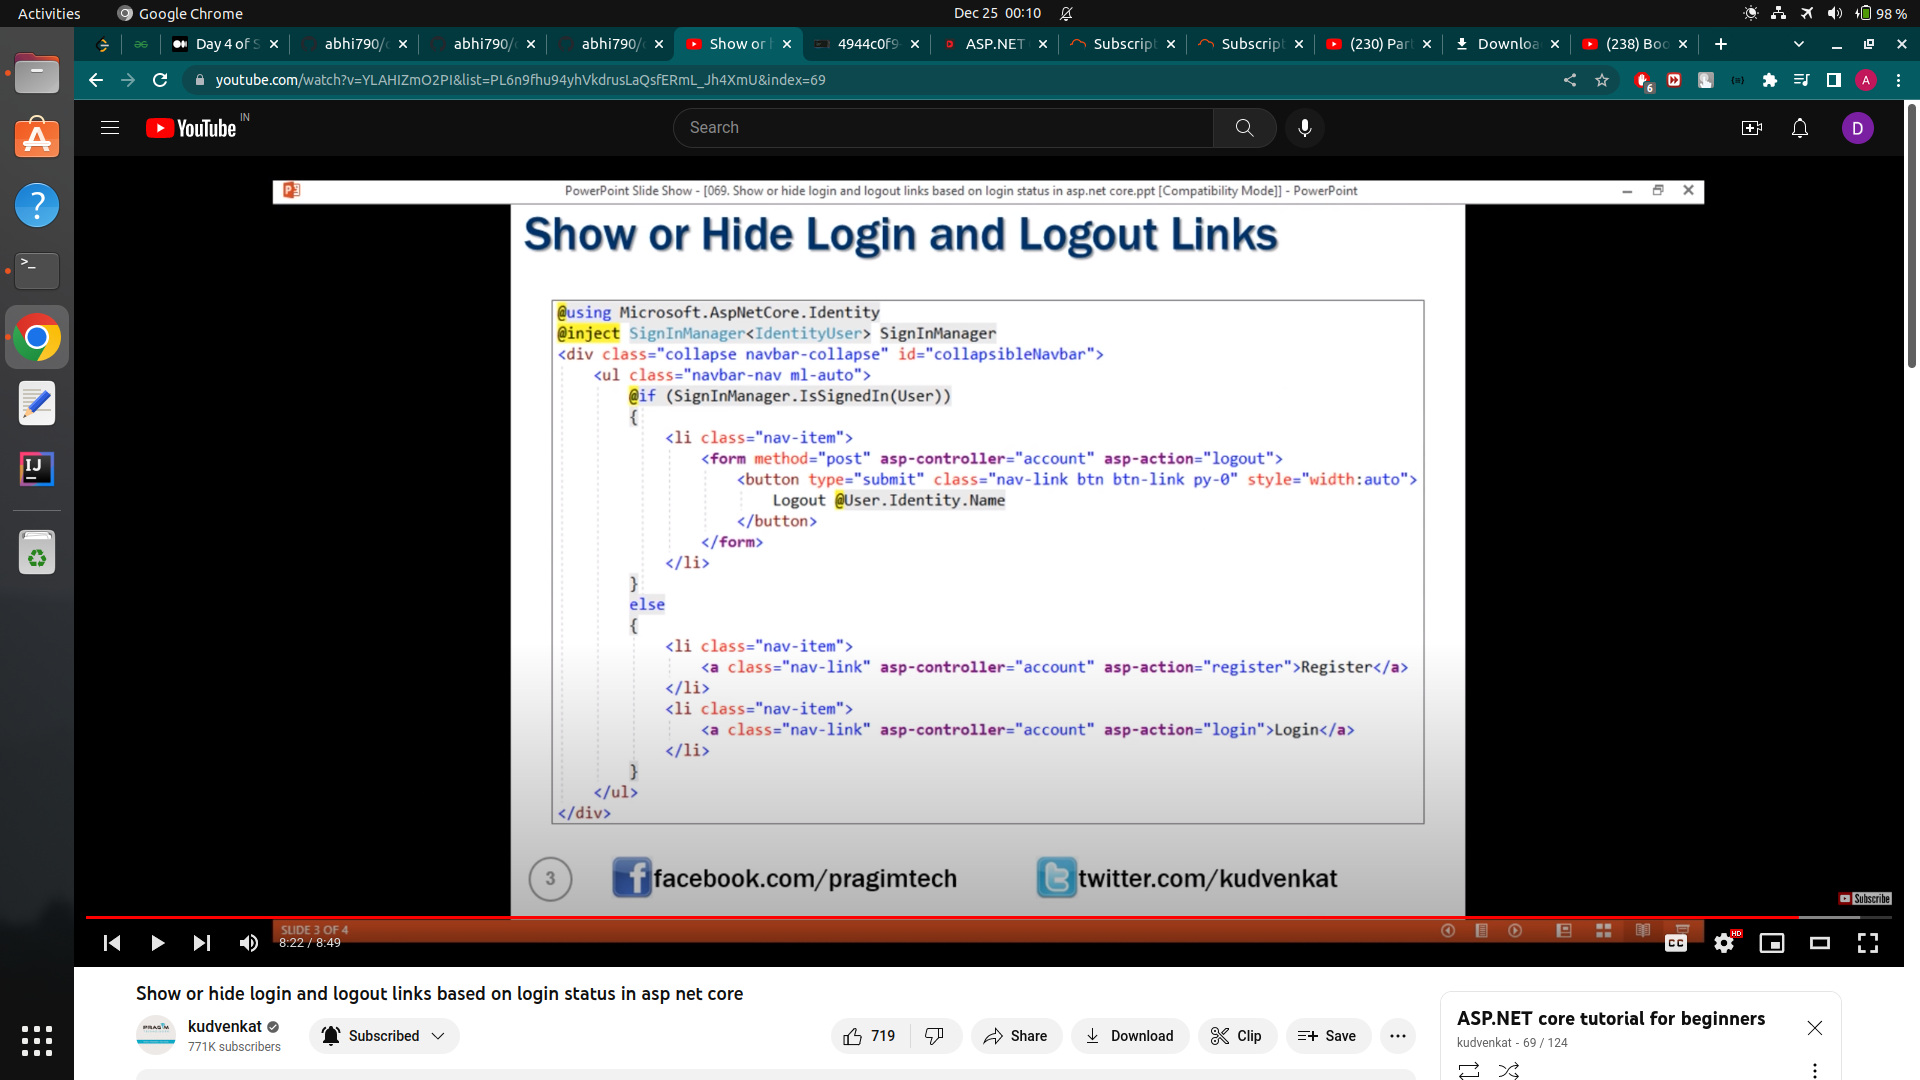 Activities
Google Chrome
Dec 25 00:10
98 %
Day 4 of S
abhi790/
abhi790/
abhi790/
Show or h
4944c0f9
ASP.NET
Subscript
Subscript
(230) Par
Downloa
(238) Boo
youtube.com/watch?v=YLAHIZmO2PI&list=PL6n9fhu94yhVkdrusLaQsfERmL_Jh4XmU&index=69
6
A
YouTube IN
Search
D
PowerPoint Slide Show - [069. Show or hide login and logout links based on login status in asp.net core.ppt [Compatibility Mode]] - PowerPoint
Show or Hide Login and Logout Links
@using Microsoft.AspNetCore.Identity
@inject SignInManager<IdentityUser> SignInManager
<div class="collapse navbar-collapse" id="collapsibleNavbar">
<ul class="navbar-nav ml-auto">
@if (SignInManager.IsSignedIn(User))
{
<li class="nav-item">
<form method="post" asp-controller="account" asp-action="logout">
<button type="submit" class="nav-link btn btn-link py-0" style="width:auto">
Logout @User.Identity.Name
</button>
</form>
</li>
}
else
{
<li class="nav-item">
<a class="nav-link" asp-controller="account" asp-action="register">Register</a>
</li>
<li class="nav-item">
<a class="nav-link" asp-controller="account" asp-action="login">Login</a>
</li>
}
</ul>
</div>
3
facebook.com/pragimtech
twitter.com/kudvenkat
Subscribe
SLIDE 3 OF 4
8:22 / 8:49
CC
HD
Show or hide login and logout links based on login status in asp net core
PRAGIM
kudvenkat
771K subscribers
Subscribed
719
Share
Download
Clip
Save
ASP.NET core tutorial for beginners
kudvenkat - 69 / 124